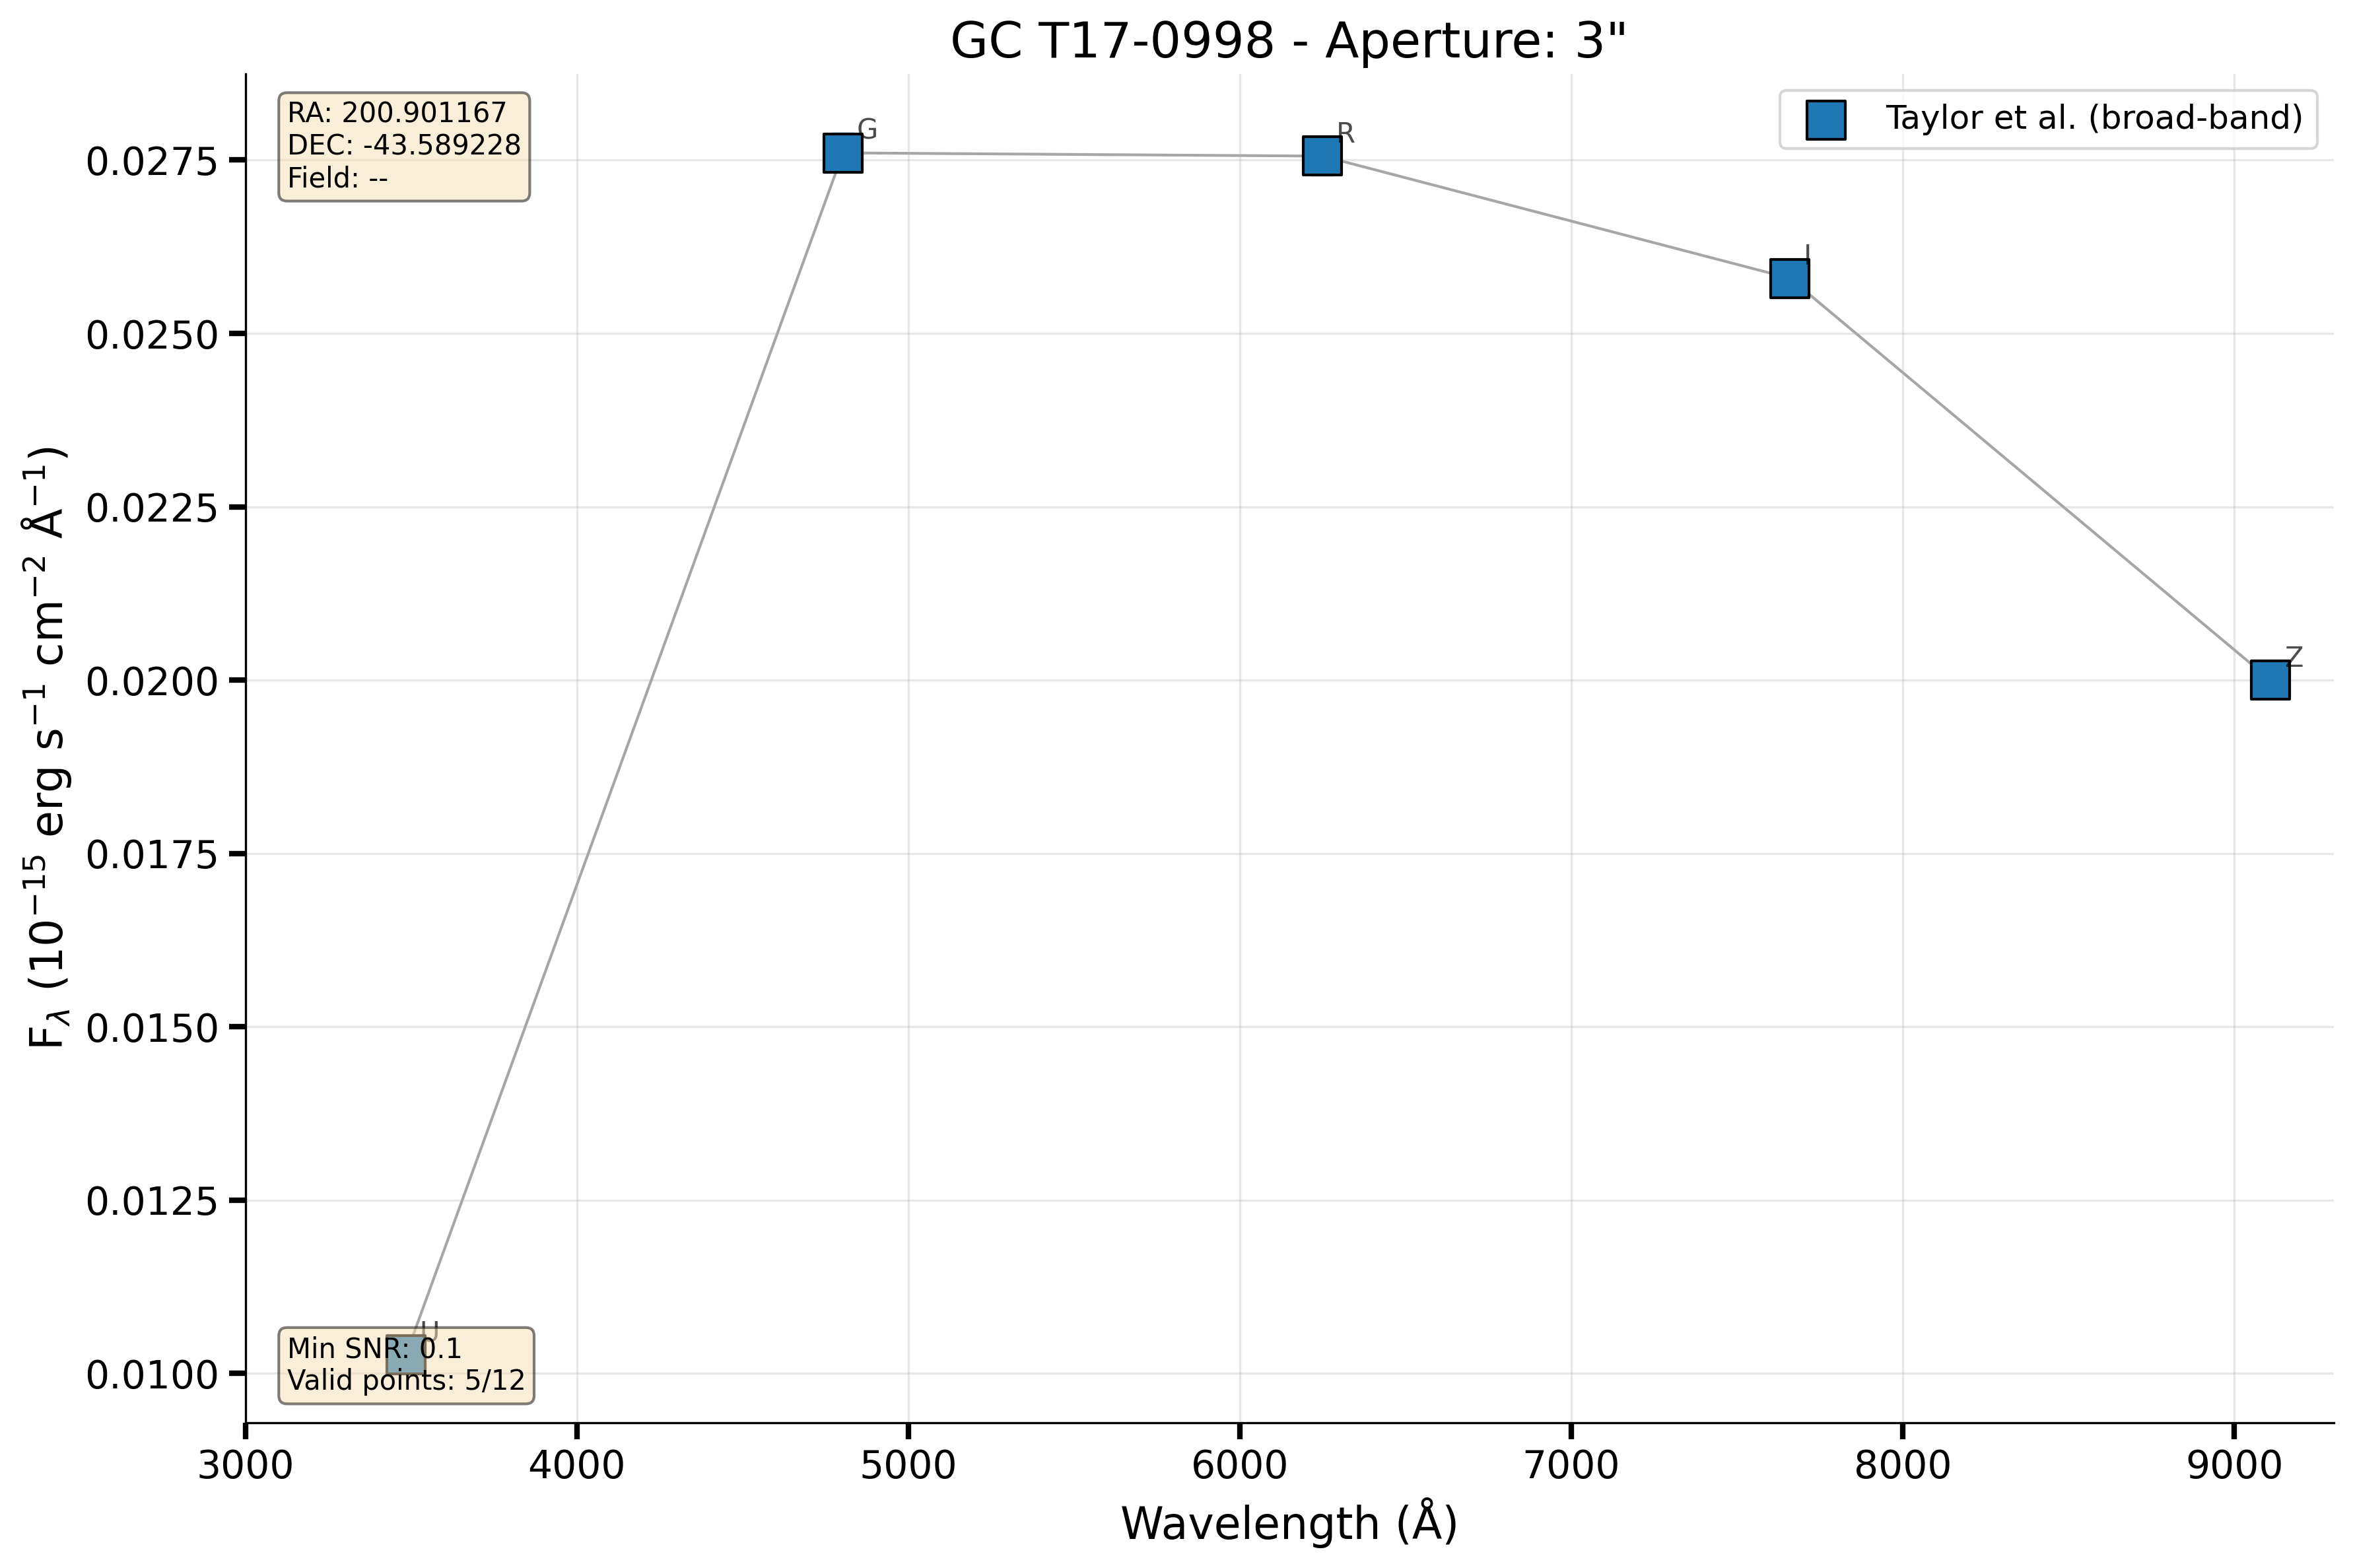 GC T17-0998 - Aperture: 3"
RA: 200.901167
DEC: -43.589228
Field: --
Taylor et al. (broad-band)
G
R
I
Z
U
Min SNR: 0.1
Valid points: 5/12
F_λ (10⁻¹⁵ erg s⁻¹ cm⁻² Å⁻¹)
0.0275
0.0250
0.0225
0.0200
0.0175
0.0150
0.0125
0.0100
3000 4000 5000 6000 7000 8000 9000
Wavelength (Å)